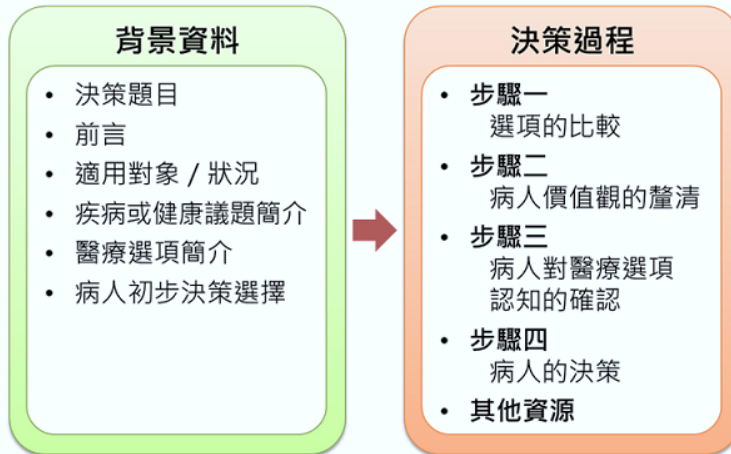 背景資料
• 決策題目
• 前言
• 適用對象 / 狀況
• 疾病或健康議題簡介
• 醫療選項簡介
• 病人初步決策選擇
決策過程
• 步驟一
選項的比較
• 步驟二
病人價值觀的釐清
• 步驟三
病人對醫療選項
認知的確認
• 步驟四
病人的決策
• 其他資源